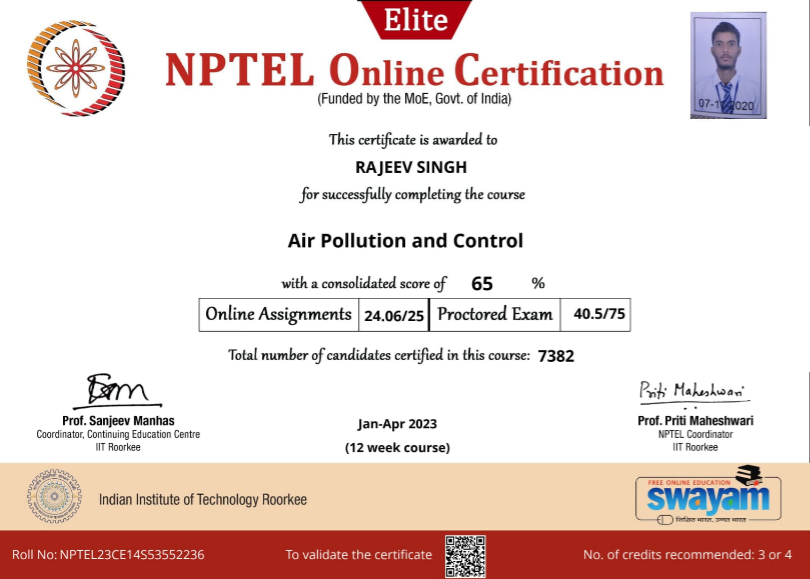 Elite
NPTEL Online Certification
(Funded by the MoE, Govt. of India)
07-11 2020
This certificate is awarded to
RAJEEV SINGH
for successfully completing the course
Air Pollution and Control
with a consolidated score of 65 %
Online Assignments 24.06/25 Proctored Exam 40.5/75
Total number of candidates certified in this course: 7382
Priti Maheshwari
Prof. Sanjeev Manhas
Coordinator, Continuing Education Centre
IIT Roorkee
Jan-Apr 2023
(12 week course)
Prof. Priti Maheshwari
NPTEL Coordinator
IIT Roorkee
Indian Institute of Technology Roorkee
FREE ONLINE EDUCATION
swayam
शिक्षित भारत, उन्नत भारत
Roll No: NPTEL23CE14S53552236
To validate the certificate
No. of credits recommended: 3 or 4